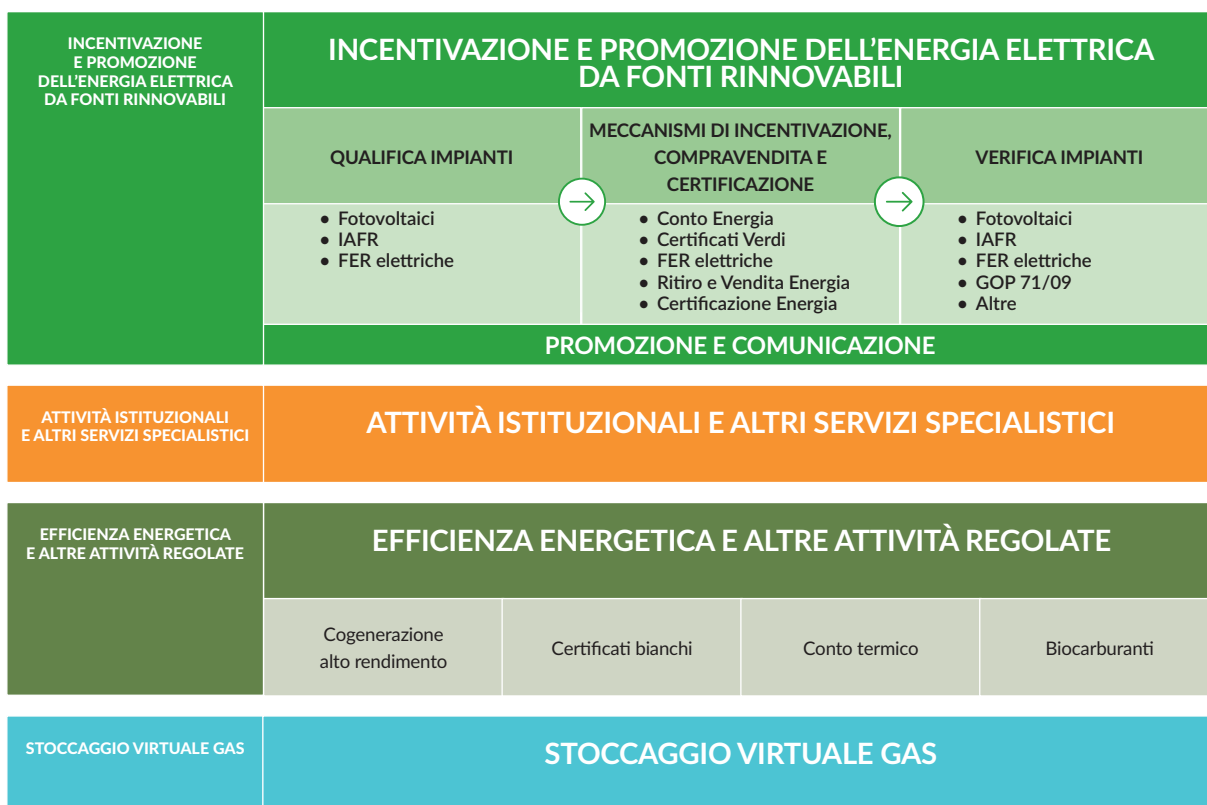 INCENTIVAZIONE
E PROMOZIONE
DELL'ENERGIA ELETTRICA
DA FONTI RINNOVABILI
INCENTIVAZIONE E PROMOZIONE DELL'ENERGIA ELETTRICA
DA FONTI RINNOVABILI
QUALIFICA IMPIANTI
MECCANISMI DI INCENTIVAZIONE,
COMPRAVENDITA E
CERTIFICAZIONE
VERIFICA IMPIANTI
• Fotovoltaici
• IAFR
• FER elettriche
• Conto Energia
• Certificati Verdi
• FER elettriche
• Ritiro e Vendita Energia
• Certificazione Energia
• Fotovoltaici
• IAFR
• FER elettriche
• GOP 71/09
• Altre
PROMOZIONE E COMUNICAZIONE
ATTIVITÀ ISTITUZIONALI
E ALTRI SERVIZI SPECIALISTICI
ATTIVITÀ ISTITUZIONALI E ALTRI SERVIZI SPECIALISTICI
EFFICIENZA ENERGETICA
E ALTRE ATTIVITÀ REGOLATE
EFFICIENZA ENERGETICA E ALTRE ATTIVITÀ REGOLATE
Cogenerazione
alto rendimento
Certificati bianchi
Conto termico
Biocarburanti
STOCCAGGIO VIRTUALE GAS
STOCCAGGIO VIRTUALE GAS